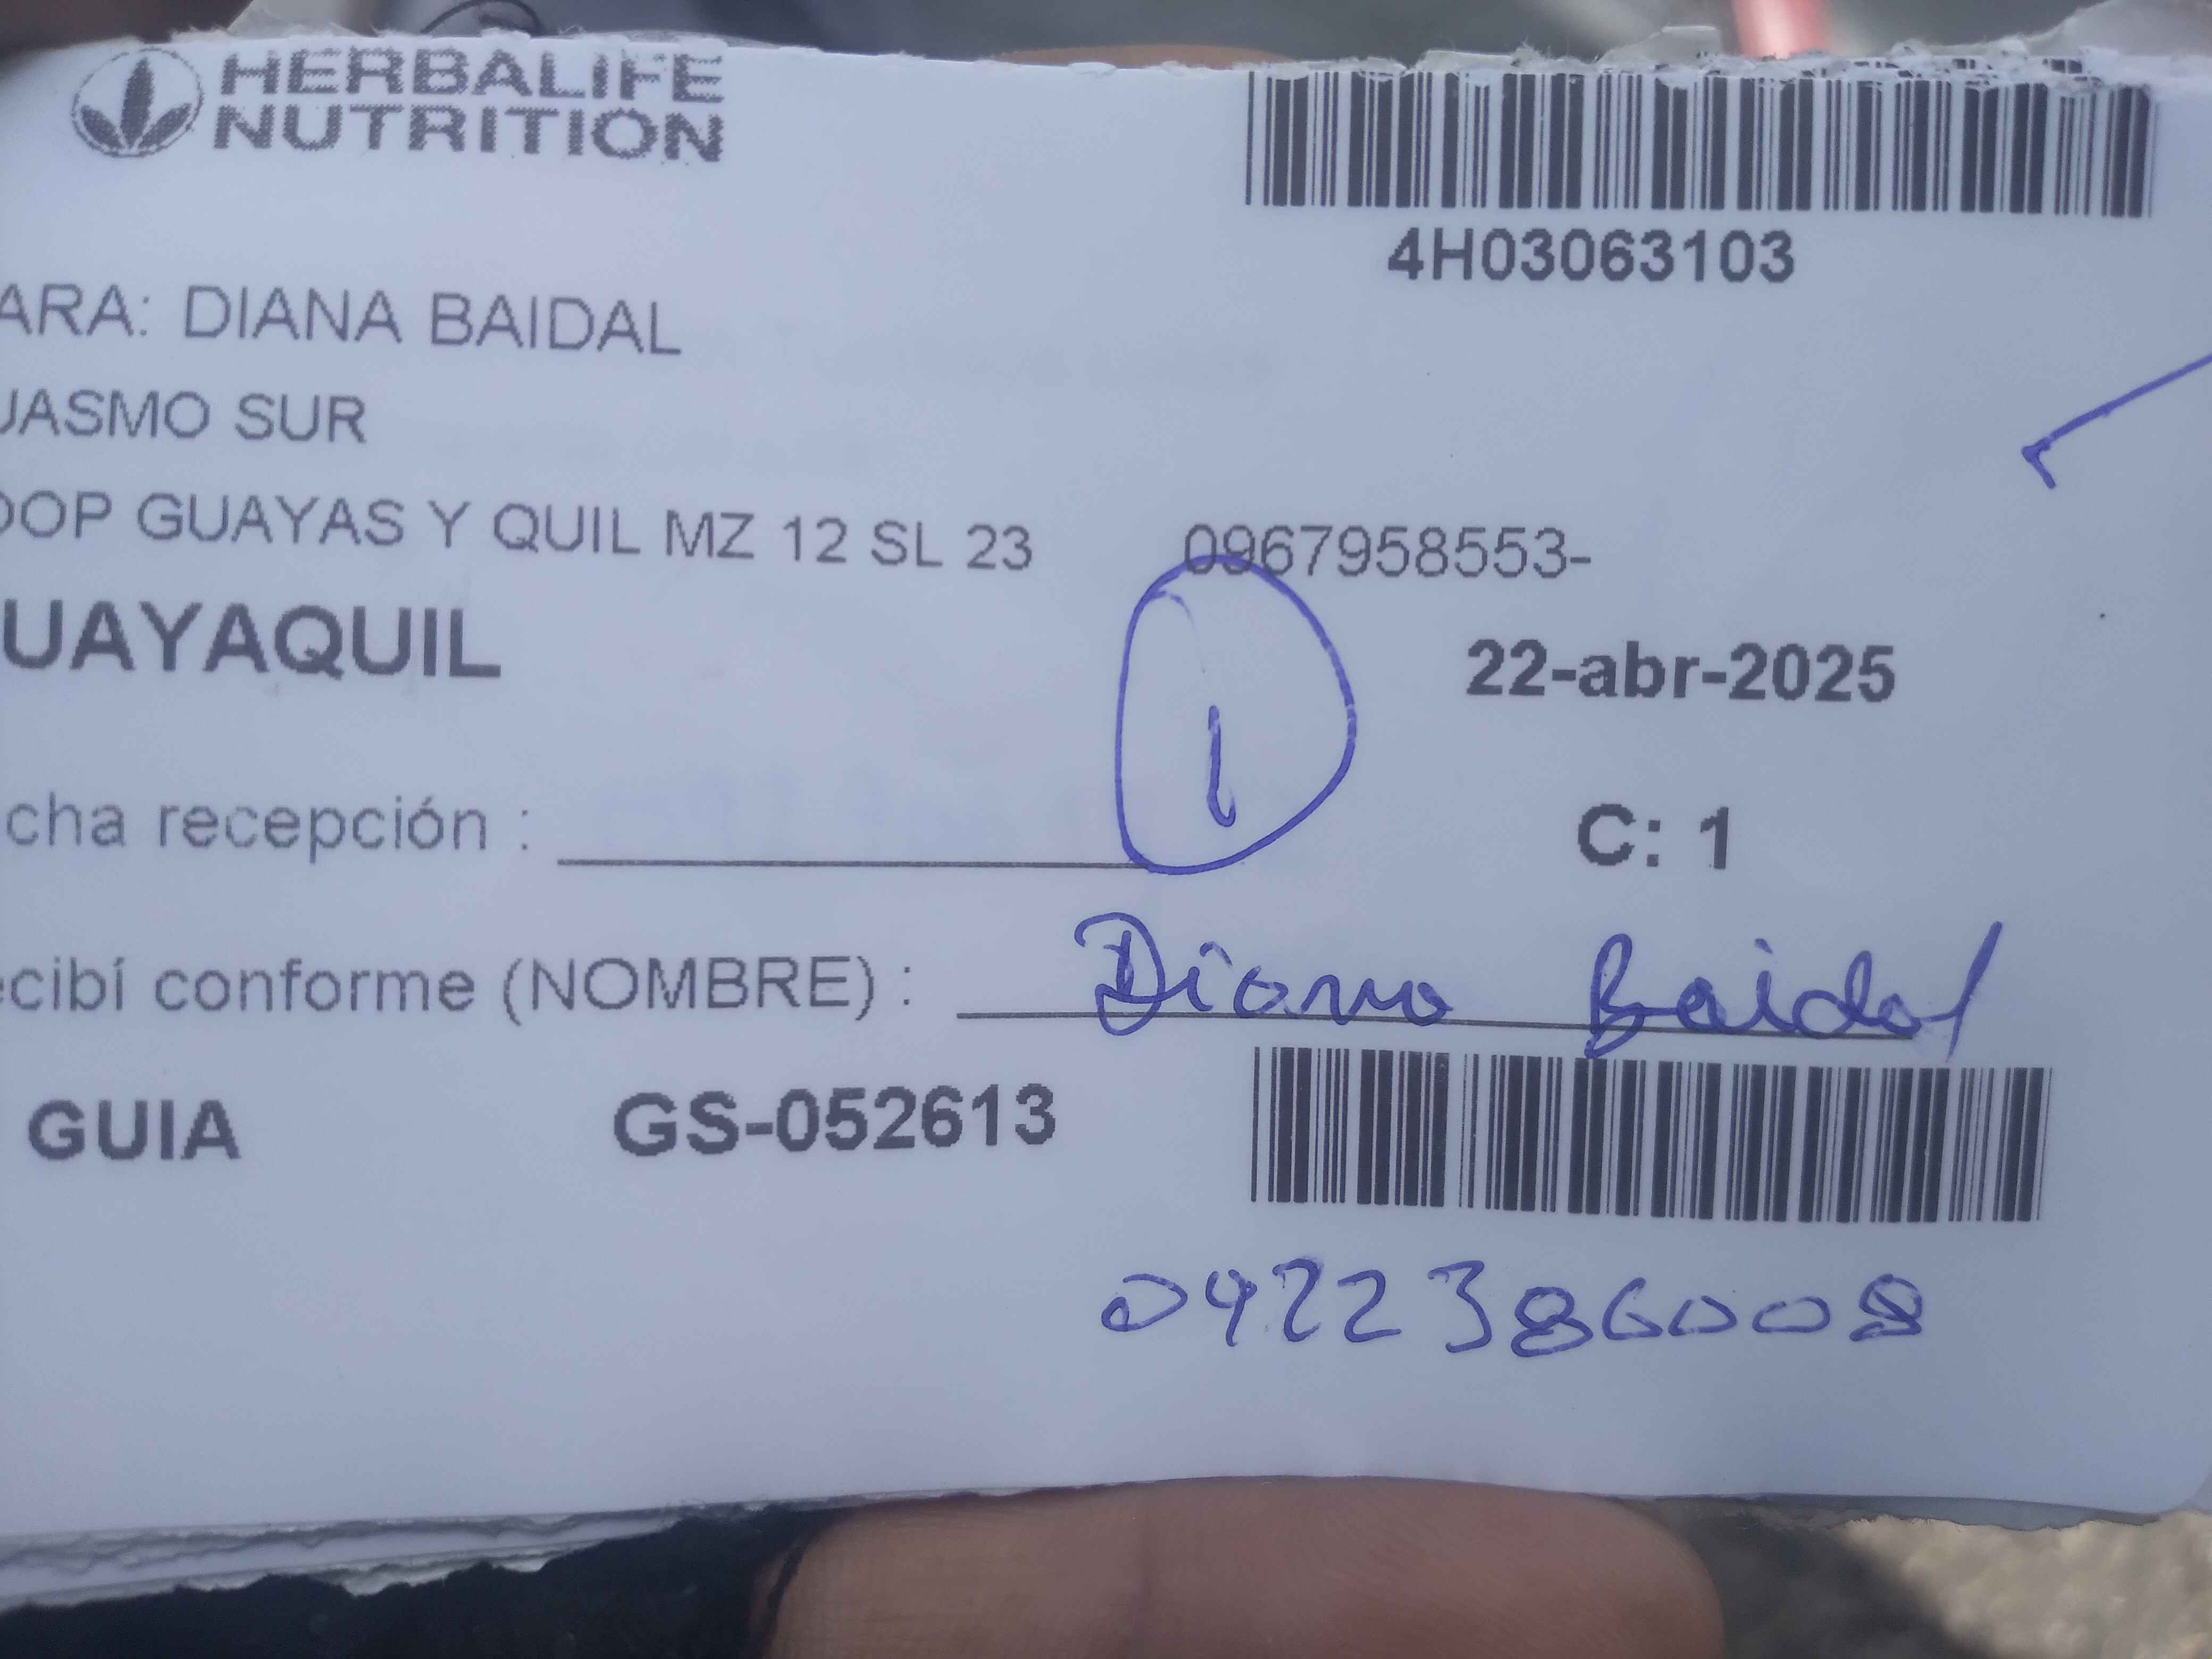 HERBALIFE
NUTRITION
4H03063103
ARA: DIANA BAIDAL
UASMO SUR
OOP GUAYAS Y QUIL MZ 12 SL 23 0967958553-
UAYAQUIL
22-abr-2025
1
cha recepción :
C: 1
ecibí conforme (NOMBRE) : Diana Baidal
GUIA GS-052613
0922386008